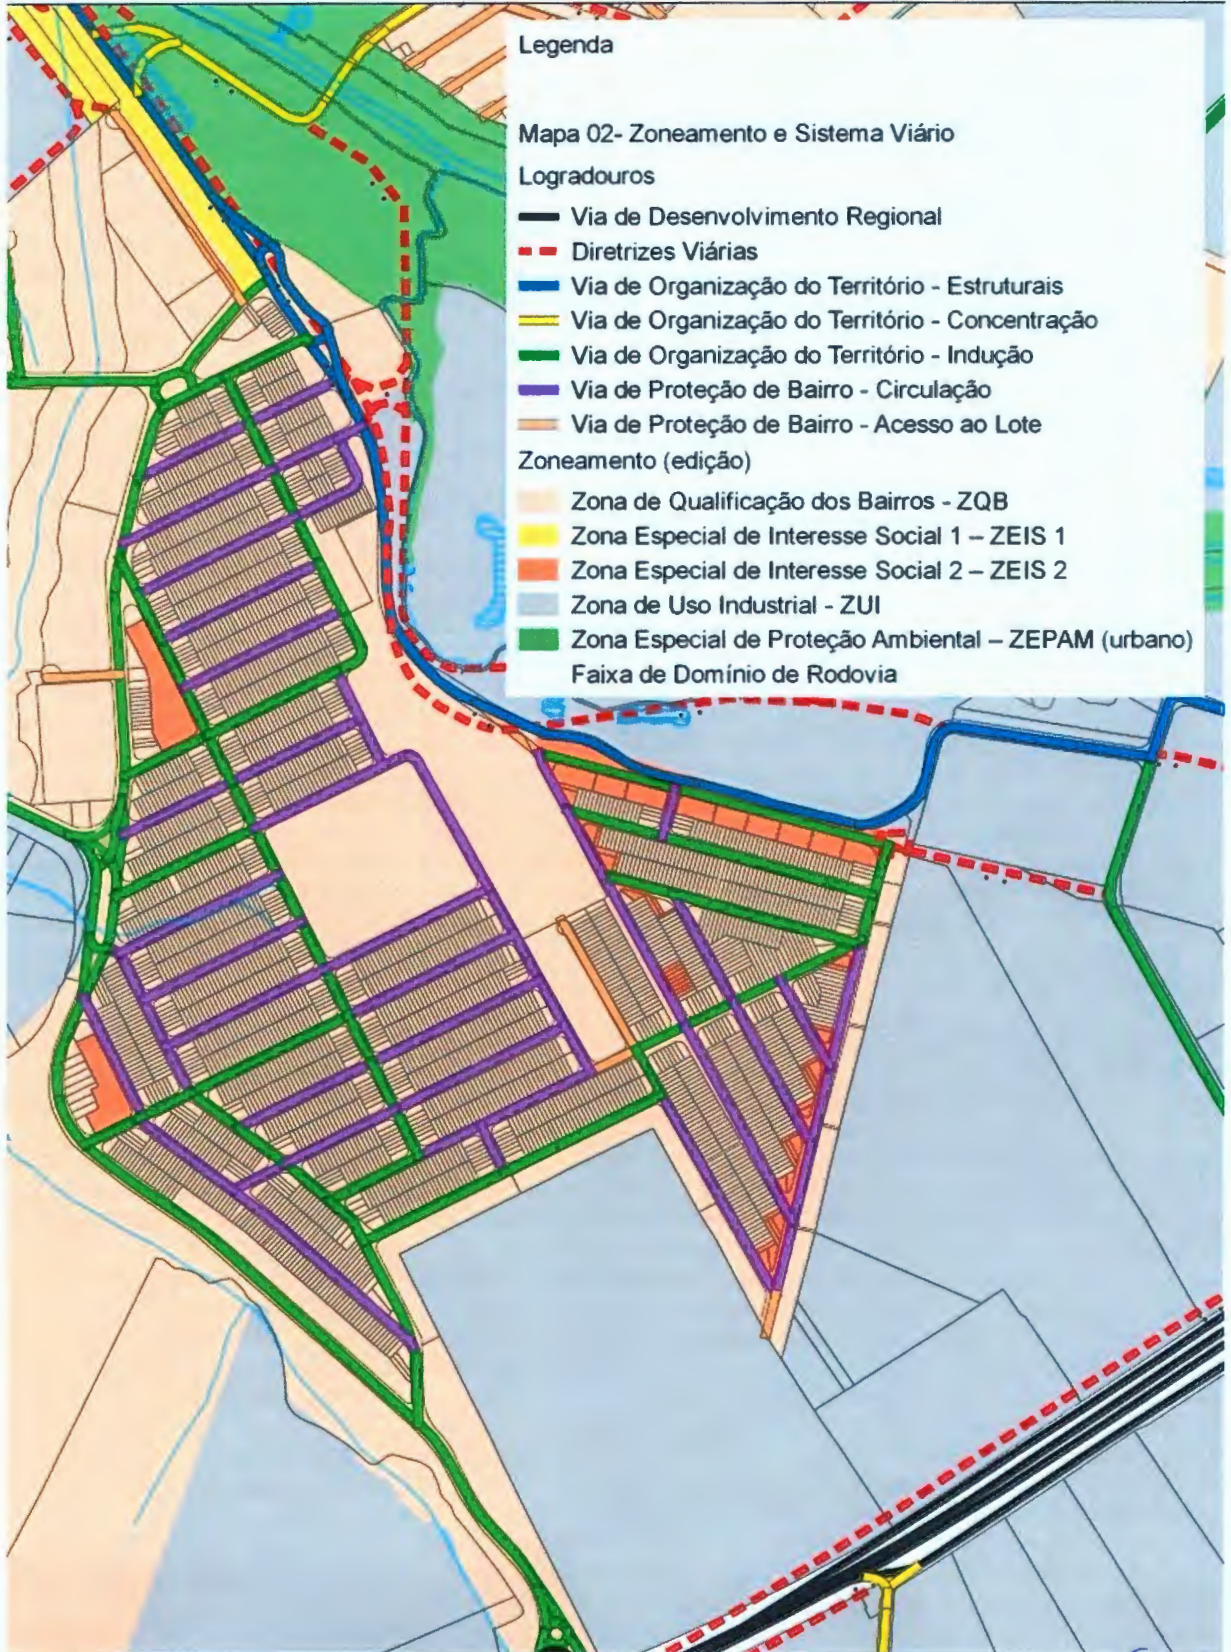 Legenda
Mapa 02- Zoneamento e Sistema Viário
Logradouros
Via de Desenvolvimento Regional
Diretrizes Viárias
Via de Organização do Território - Estruturais
Via de Organização do Território - Concentração
Via de Organização do Território - Indução
Via de Proteção de Bairro - Circulação
Via de Proteção de Bairro - Acesso ao Lote
Zoneamento (edição)
Zona de Qualificação dos Bairros - ZQB
Zona Especial de Interesse Social 1 – ZEIS 1
Zona Especial de Interesse Social 2 – ZEIS 2
Zona de Uso Industrial - ZUI
Zona Especial de Proteção Ambiental – ZEPAM (urbano)
Faixa de Domínio de Rodovia